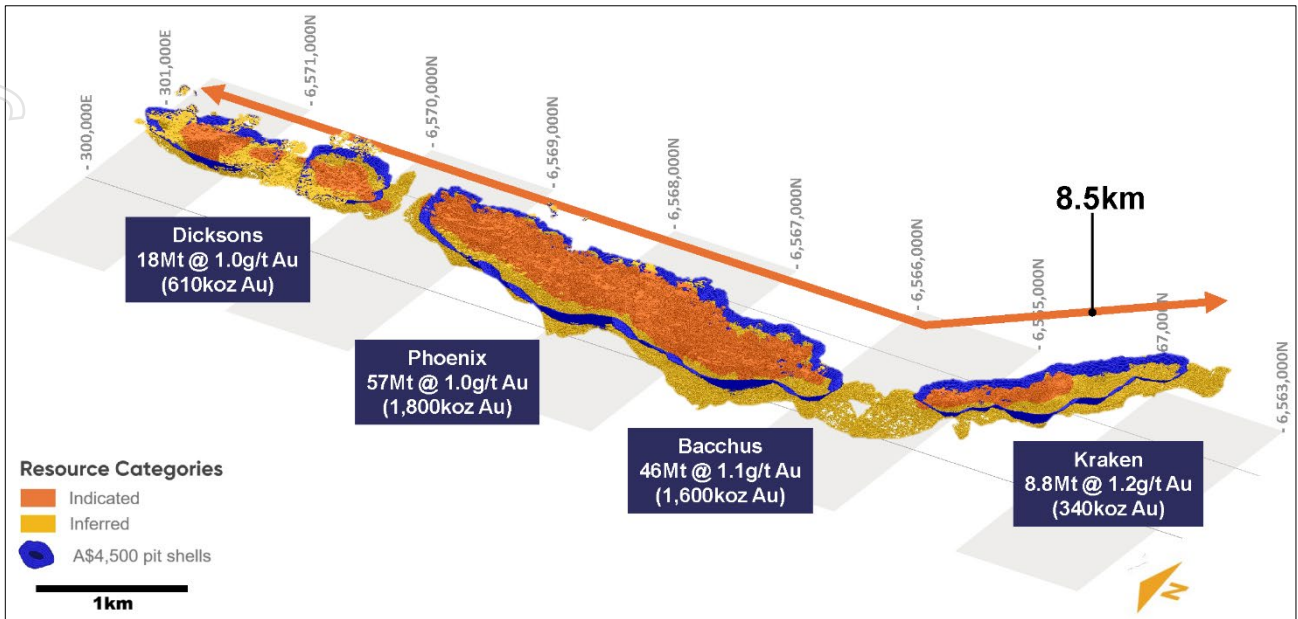 - 300,000E
- 301,000E
- 6,571,000N
- 6,570,000N
- 6,569,000N
- 6,568,000N
- 6,567,000N
- 6,566,000N
- 6,563,000N
8.5km
Dicksons
18Mt @ 1.0g/t Au
(610koz Au)
Phoenix
57Mt @ 1.0g/t Au
(1,800koz Au)
Bacchus
46Mt @ 1.1g/t Au
(1,600koz Au)
Kraken
8.8Mt @ 1.2g/t Au
(340koz Au)
Resource Categories
Indicated
Inferred
A$4,500 pit shells
1km
N